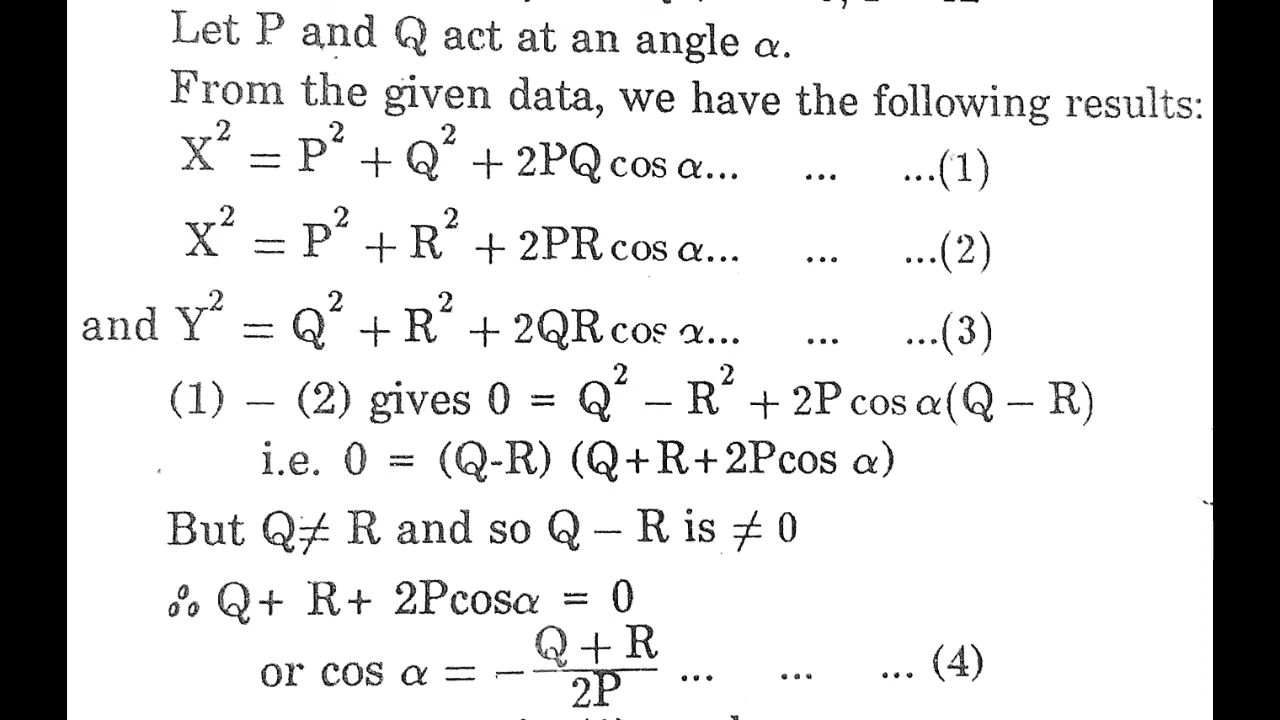 Let P and Q act at an angle α.
From the given data, we have the following results:
X² = P² + Q² + 2PQ cos α... ... ...(1)
X² = P² + R² + 2PR cos α... ... ...(2)
and Y² = Q² + R² + 2QR cos α... ... ...(3)
(1) – (2) gives 0 = Q² – R² + 2P cos α(Q – R)
i.e. 0 = (Q-R) (Q+R+2Pcos α)
But Q≠ R and so Q – R is ≠ 0
∴ Q+ R+ 2Pcosα = 0
or cos α = -(Q + R)/2P ... ... ... (4)